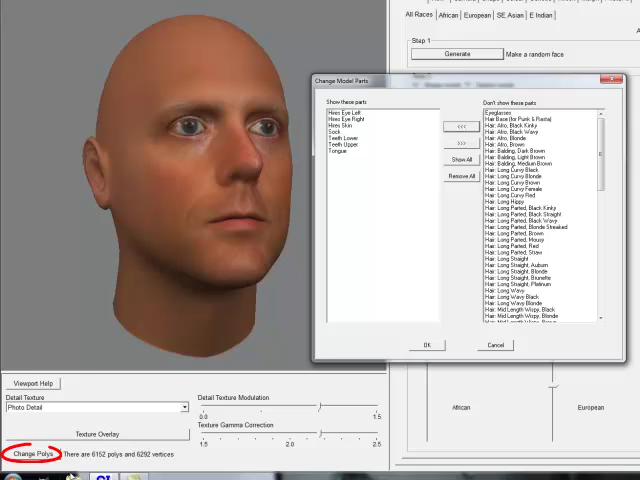 All Races African European SE Asian E Indian
Step 1
Generate Make a random face
Change Model Parts
Show these parts
Hires Eye Left
Hires Eye Right
Hires Skin
Sock
Teeth Lower
Teeth Upper
Tongue
<<<
>>>
Show All
Remove All
Don't show these parts
Eyeglasses
Hair Base (for Punk & Rasta)
Hair: Afro, Black Kinky
Hair: Afro, Black Wavy
Hair: Afro, Blonde
Hair: Afro, Brown
Hair: Balding, Dark Brown
Hair: Balding, Light Brown
Hair: Balding, Medium Brown
Hair: Long Curvy Black
Hair: Long Curvy Blonde
Hair: Long Curvy Brown
Hair: Long Curvy Female
Hair: Long Curvy Red
Hair: Long Hippy
Hair: Long Parted, Black Kinky
Hair: Long Parted, Black Straight
Hair: Long Parted, Black Wavy
Hair: Long Parted, Blonde Streaked
Hair: Long Parted, Brown
Hair: Long Parted, Mousy
Hair: Long Parted, Red
Hair: Long Parted, Straw
Hair: Long Straight
Hair: Long Straight, Auburn
Hair: Long Straight, Blonde
Hair: Long Straight, Brunette
Hair: Long Straight, Platinum
Hair: Long Wavy
Hair: Long Wavy Black
Hair: Long Wavy Blonde
Hair: Mid Length Wispy, Black
Hair: Mid Length Wispy, Blonde
OK Cancel
Viewport Help
Detail Texture
Photo Detail
Texture Overlay
Change Polys There are 6152 polys and 6292 vertices
Detail Texture Modulation
0.0 1.5
Texture Gamma Correction
1.5 2.0 2.5
African European